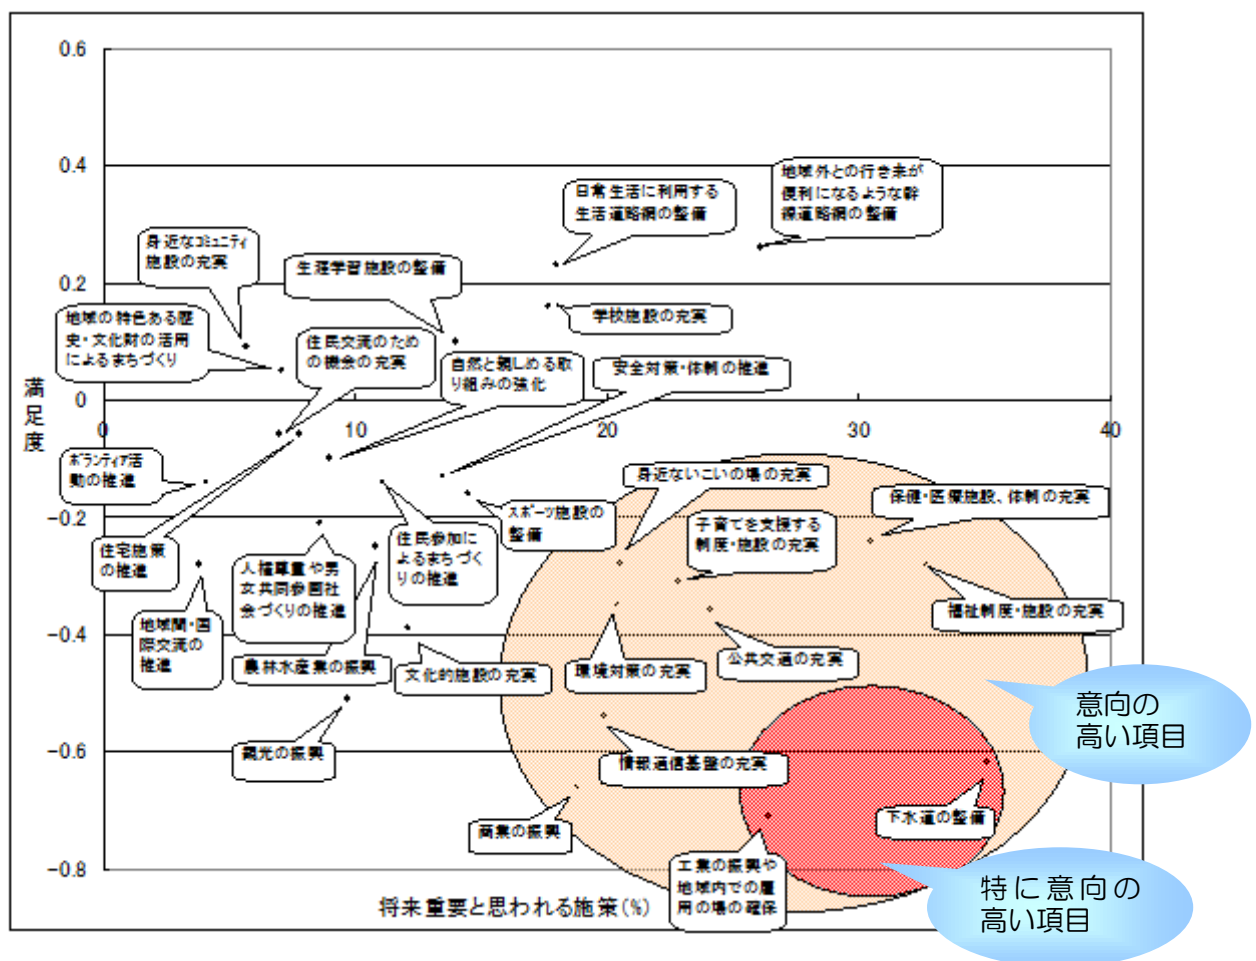 0.6
0.4
0.2
0
-0.2
-0.4
-0.6
-0.8
満足度
0
10
20
30
40
将来重要と思われる施策(%)
地域外との行き来が
便利になるような幹
線道路網の整備
日常生活に利用する
生活道路網の整備
身近なコミュニティ
施設の充実
生涯学習施設の整備
学校施設の充実
地域の特色ある歴
史・文化財の活用
によるまちづくり
住民交流のため
の機会の充実
自然と親しめる取
り組みの強化
安全対策・体制の推進
ボランティア活
動の推進
身近ないこいの場の充実
保健・医療施設、体制の充実
スポーツ施設の
整備
子育てを支援する
制度・施設の充実
住宅施策
の推進
人権尊重や男
女共同参画社
会づくりの推進
住民参加に
よるまちづく
りの推進
地域間・国
際交流の
推進
福祉制度・施設の充実
農林水産業の振興
文化的施設の充実
環境対策の充実
公共交通の充実
意向の
高い項目
観光の振興
情報通信基盤の充実
商業の振興
下水道の整備
工業の振興や
地域内での雇
用の場の確保
特に意向の
高い項目